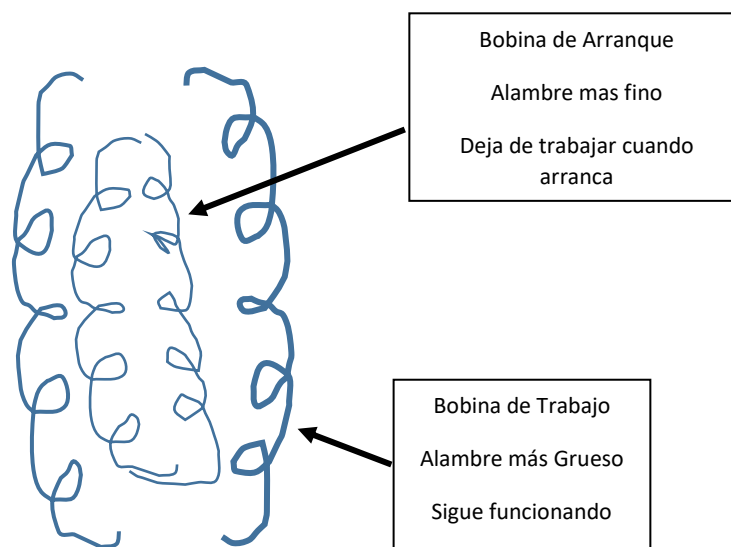 Bobina de Arranque
Alambre mas fino
Deja de trabajar cuando
arranca
Bobina de Trabajo
Alambre más Grueso
Sigue funcionando